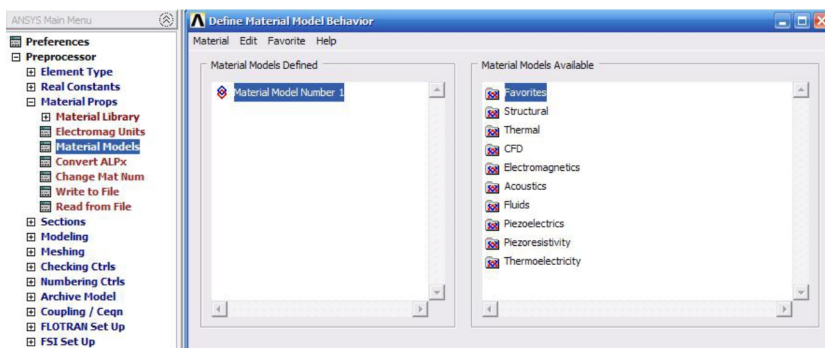 ANSYS Main Menu
Preferences
Preprocessor
Element Type
Real Constants
Material Props
Material Library
Electromag Units
Material Models
Convert ALPx
Change Mat Num
Write to File
Read from File
Sections
Modeling
Meshing
Checking Ctrls
Numbering Ctrls
Archive Model
Coupling / Ceqn
FLOTRAN Set Up
FSI Set Up
Define Material Model Behavior
Material Edit Favorite Help
Material Models Defined
Material Model Number 1
Material Models Available
Favorites
Structural
Thermal
CFD
Electromagnetics
Acoustics
Fluids
Piezoelectrics
Piezoresistivity
Thermoelectricity